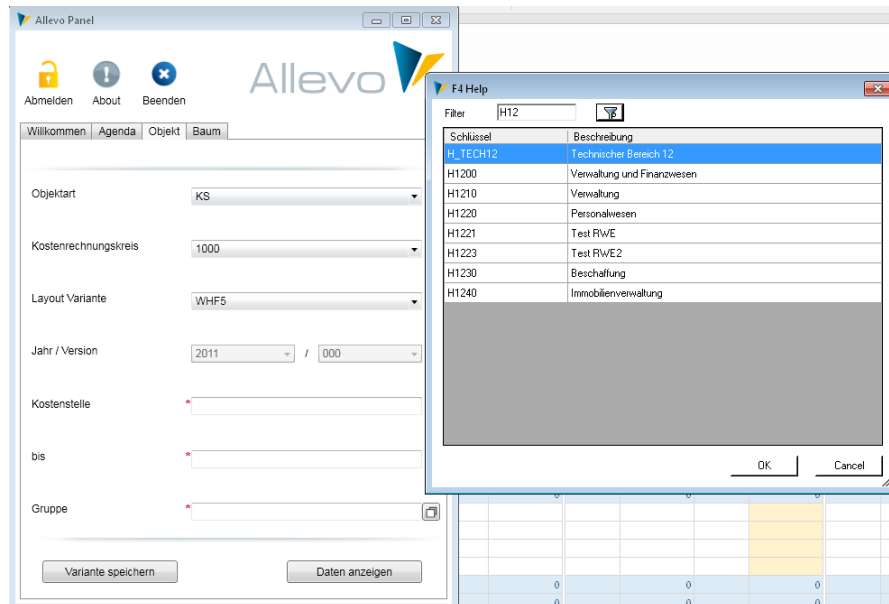 Allevo Panel
Abmelden About Beenden
Allevo
Willkommen Agenda Objekt Baum
Objektart KS
Kostenrechnungskreis 1000
Layout Variante WHF5
Jahr / Version 2011 / 000
Kostenstelle *
bis *
Gruppe *
Variante speichern Daten anzeigen
F4 Help
Filter H12
Schlüssel Beschreibung
H_TECH12 Technischer Bereich 12
H1200 Verwaltung und Finanzwesen
H1210 Verwaltung
H1220 Personalwesen
H1221 Test RWE
H1223 Test RWE2
H1230 Beschaffung
H1240 Immobilienverwaltung
OK Cancel
0 0 0
0 0 0
0 0 0